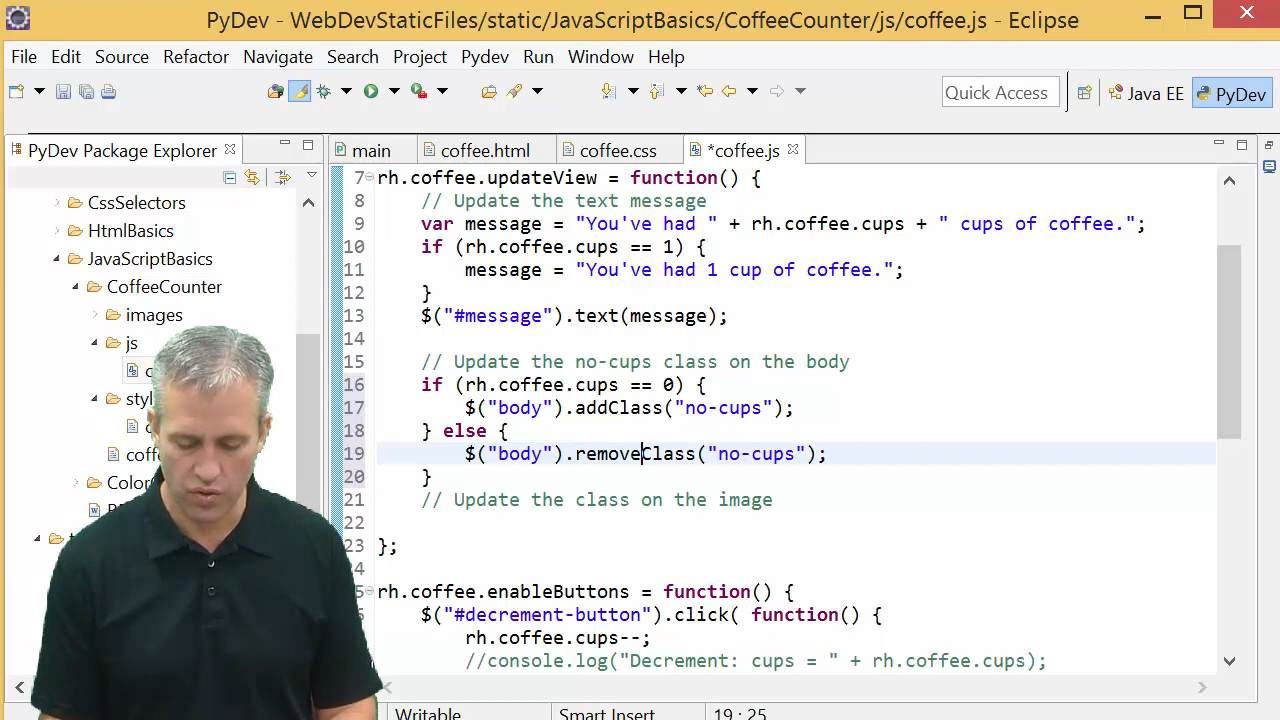 PyDev - WebDevStaticFiles/static/JavaScriptBasics/CoffeeCounter/js/coffee.js - Eclipse
File Edit Source Refactor Navigate Search Project Pydev Run Window Help
Quick Access
Java EE
PyDev
PyDev Package Explorer
main
coffee.html
coffee.css
*coffee.js
CssSelectors
HtmlBasics
JavaScriptBasics
CoffeeCounter
images
js
7 rh.coffee.updateView = function() {
8 // Update the text message
9 var message = "You've had " + rh.coffee.cups + " cups of coffee.";
10 if (rh.coffee.cups == 1) {
11 message = "You've had 1 cup of coffee.";
12 }
13 $("#message").text(message);
14
15 // Update the no-cups class on the body
16 if (rh.coffee.cups == 0) {
17 $("body").addClass("no-cups");
18 } else {
19 $("body").removeClass("no-cups");
20 }
21 // Update the class on the image
22
23 };
rh.coffee.enableButtons = function() {
$("#decrement-button").click( function() {
rh.coffee.cups--;
//console.log("Decrement: cups = " + rh.coffee.cups);
Writable
Smart Insert
19 : 25